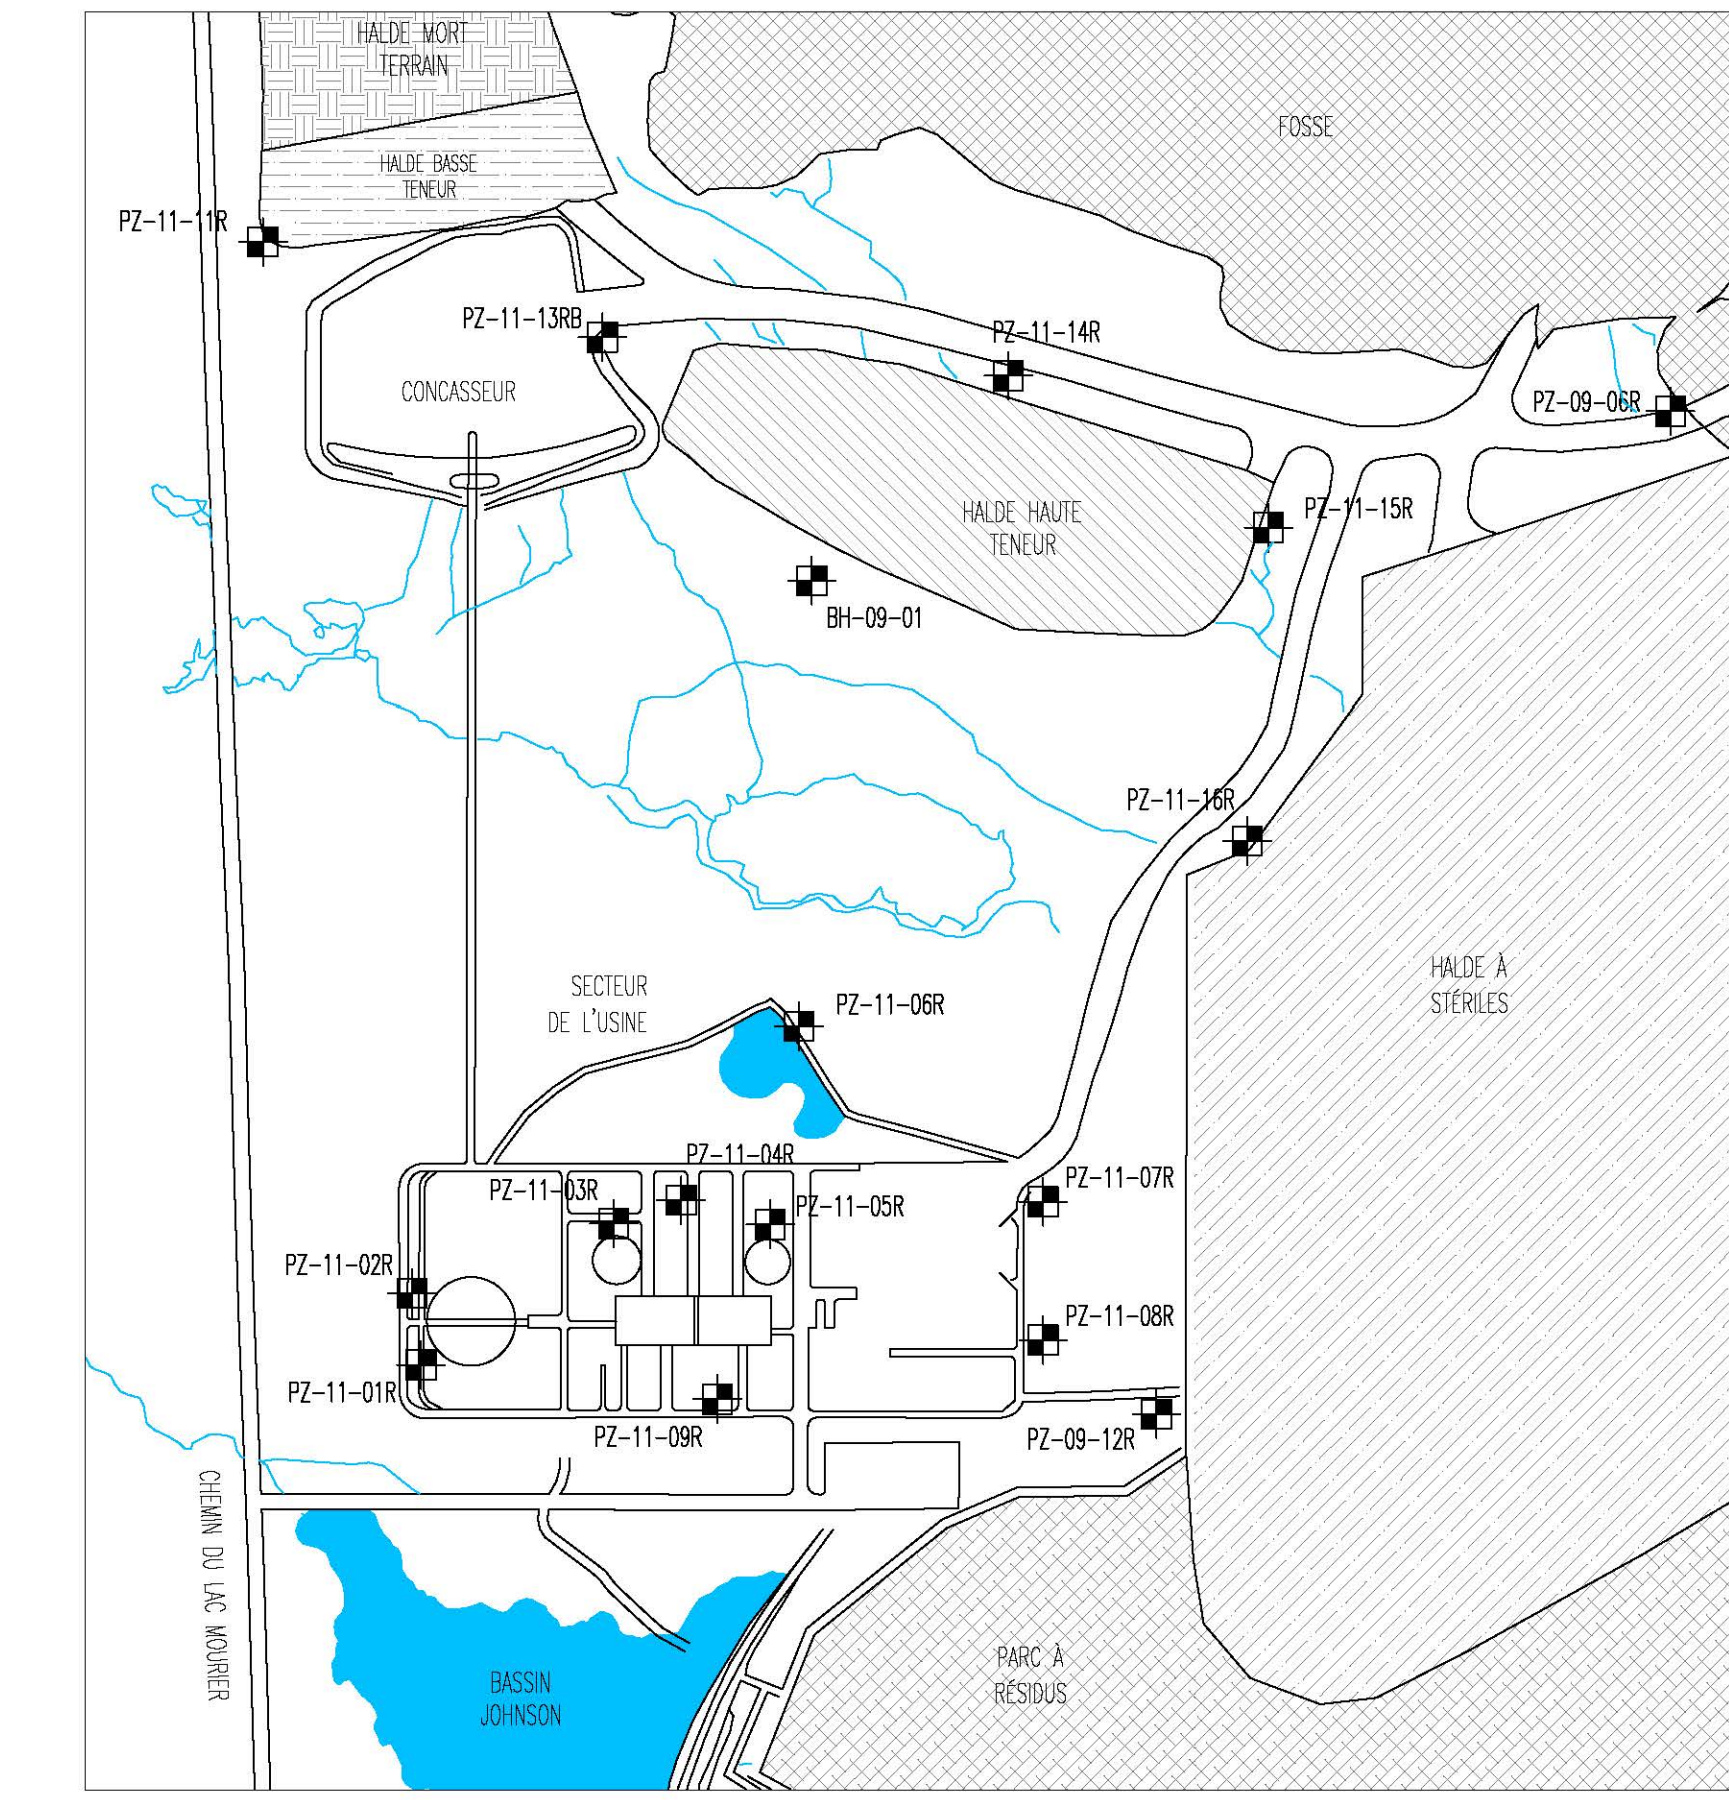 HALDE MORT
TERRAIN
FOSSE
HALDE BASSE
TENEUR
PZ-11-11R
PZ-11-13RB
PZ-11-14R
CONCASSEUR
PZ-09-06R
HALDE HAUTE
TENEUR
PZ-11-15R
BH-09-01
PZ-11-16R
HALDE À
STÉRILES
SECTEUR
DE L'USINE
PZ-11-06R
PZ-11-04R
PZ-11-07R
PZ-11-03R
PZ-11-05R
PZ-11-02R
PZ-11-08R
PZ-11-01R
PZ-11-09R
PZ-09-12R
CHEMIN DU LAC MOURIER
PARC À
RÉSIDUS
BASSIN
JOHNSON